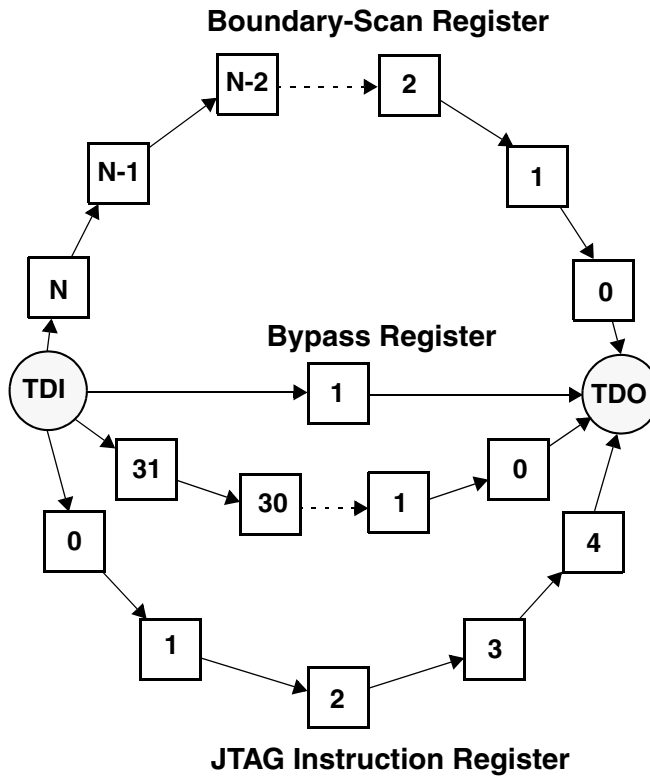 Boundary-Scan Register
N-2
2
N-1
1
N
0
Bypass Register
TDI
1
TDO
31
30
1
0
0
4
1
3
2
JTAG Instruction Register